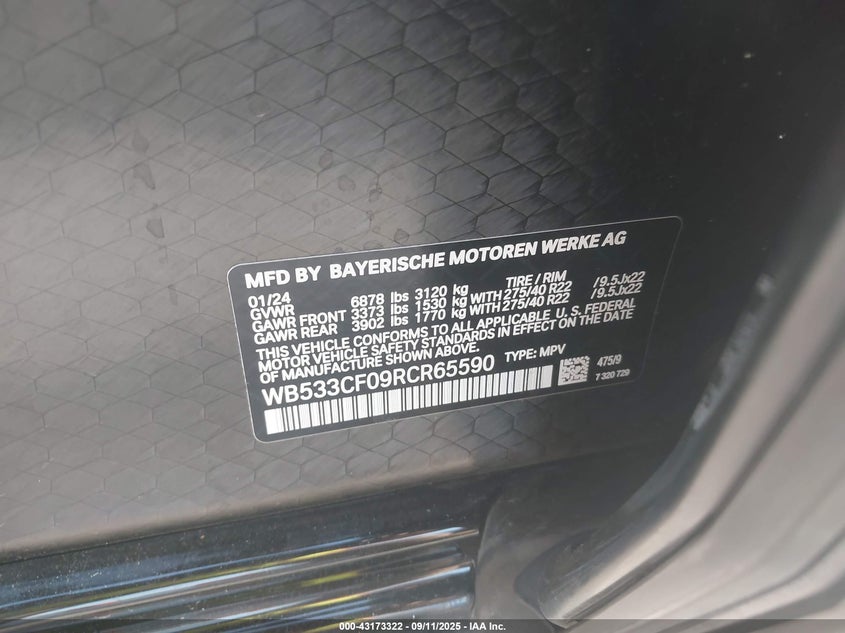 MFD BY BAYERISCHE MOTOREN WERKE AG
01/24 TIRE / RIM
GVWR 6878 lbs 3120 kg
GAWR FRONT 3373 lbs 1530 kg WITH 275/40 R22 /9.5Jx22
GAWR REAR 3902 lbs 1770 kg WITH 275/40 R22 /9.5Jx22
THIS VEHICLE CONFORMS TO ALL APPLICABLE U. S. FEDERAL
MOTOR VEHICLE SAFETY STANDARDS IN EFFECT ON THE DATE
OF MANUFACTURE SHOWN ABOVE.
WB533CF09RCR65590 TYPE: MPV
475/9
7 320 729
000-43173322 - 09/11/2025 - IAA Inc.